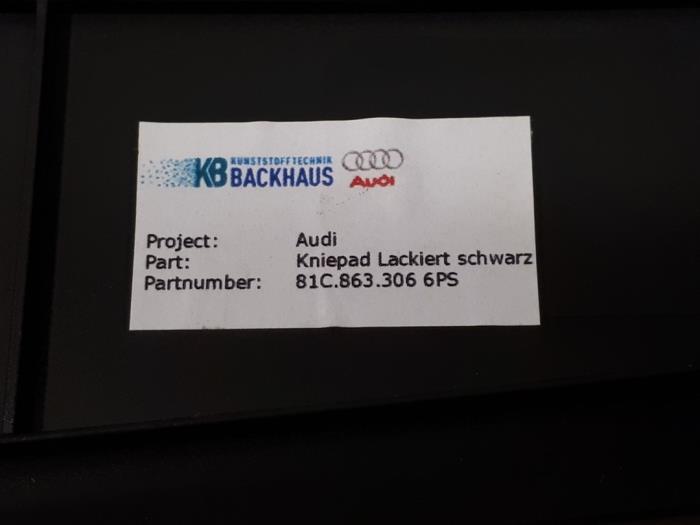 KB KUNSTSTOFFTECHNIK
BACKHAUS
Audi
Project: Audi
Part: Kniepad Lackiert schwarz
Partnumber: 81C.863.306 6PS